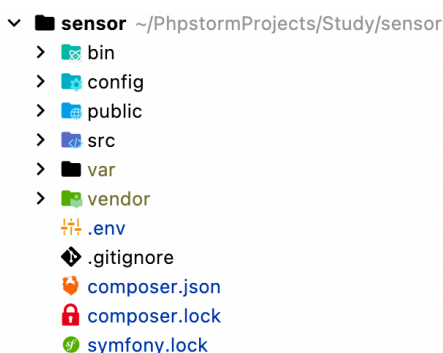 sensor ~/PhpstormProjects/Study/sensor
bin
config
public
src
var
vendor
.env
.gitignore
composer.json
composer.lock
symfony.lock